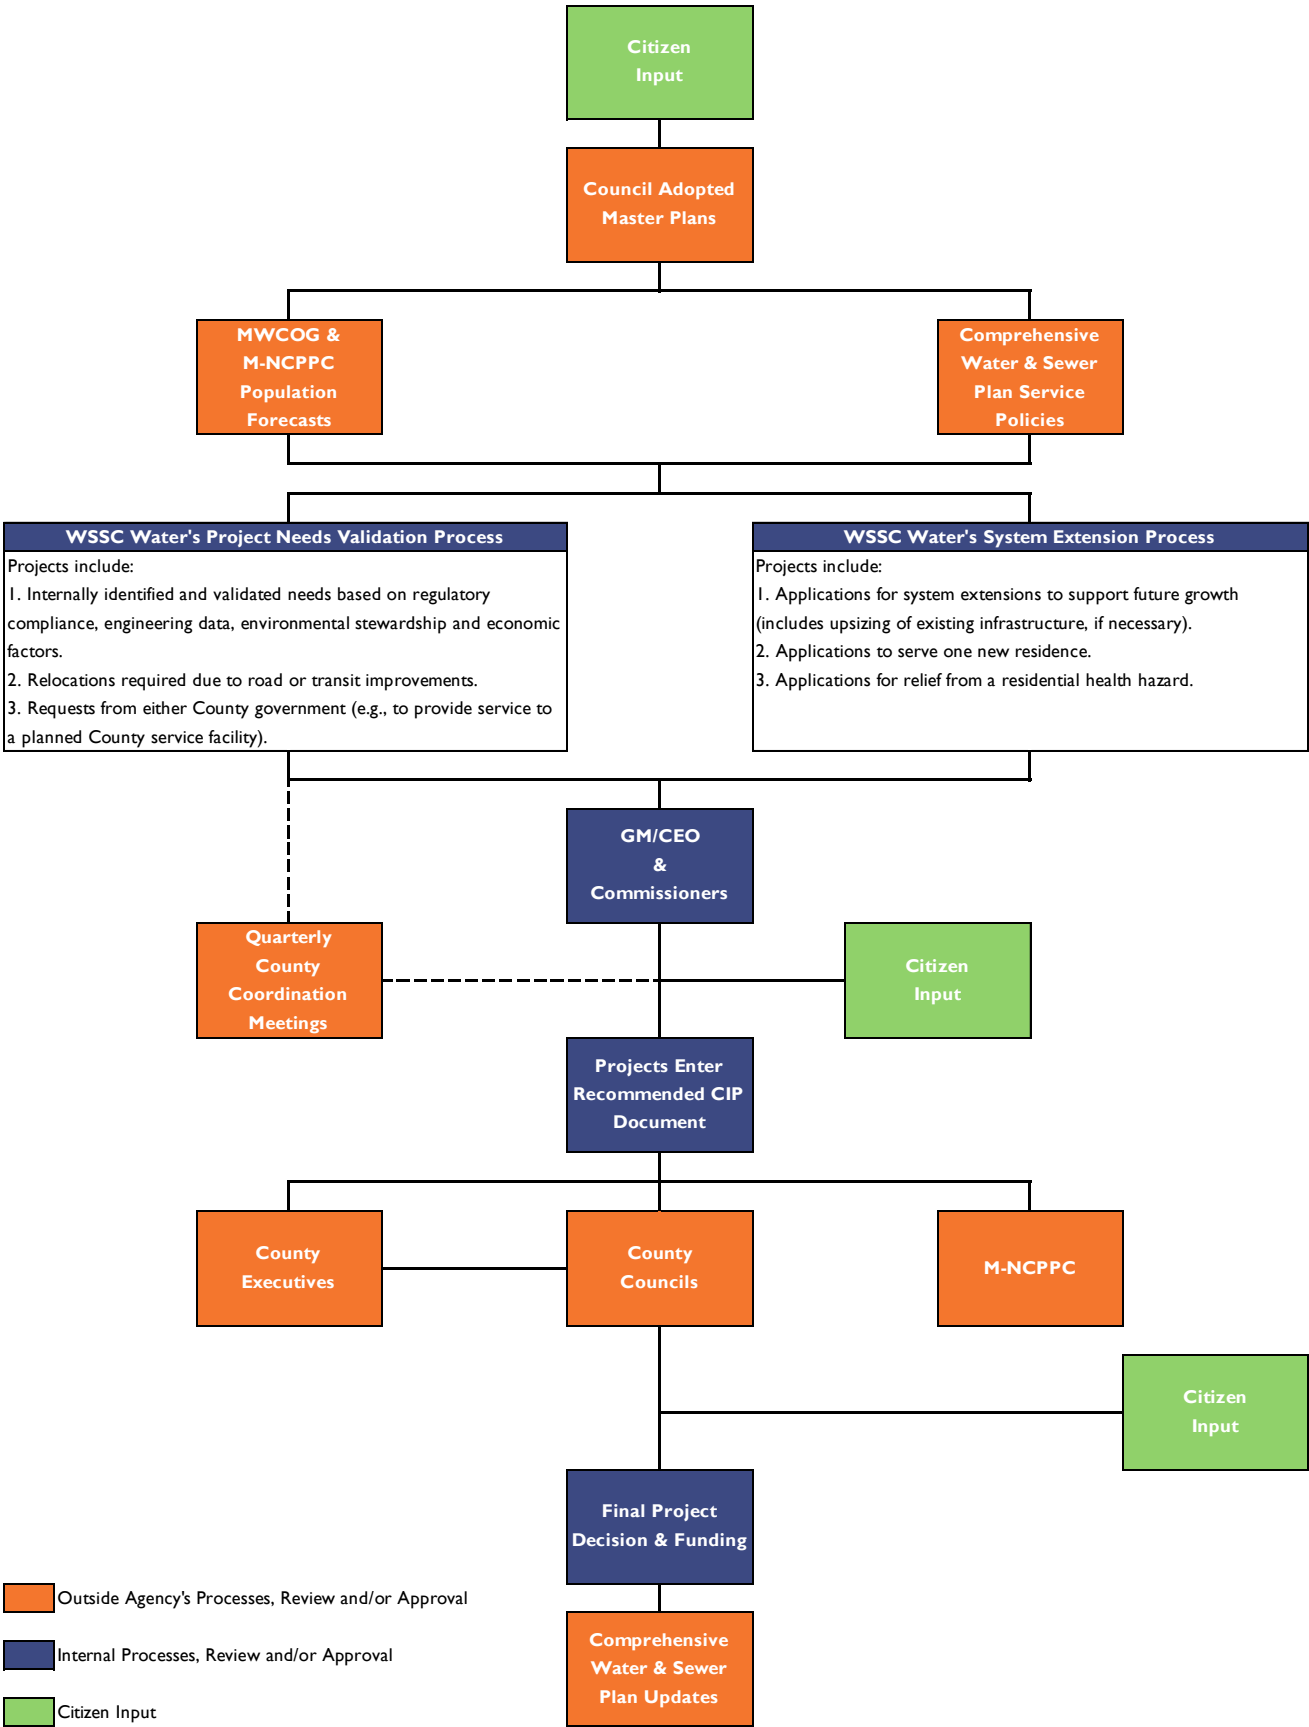 Citizen
Input
Council Adopted
Master Plans
MWCOG &
M-NCPPC
Population
Forecasts
Comprehensive
Water & Sewer
Plan Service
Policies
WSSC Water's Project Needs Validation Process
Projects include:
1. Internally identified and validated needs based on regulatory
compliance, engineering data, environmental stewardship and economic
factors.
2. Relocations required due to road or transit improvements.
3. Requests from either County government (e.g., to provide service to
a planned County service facility).
WSSC Water's System Extension Process
Projects include:
1. Applications for system extensions to support future growth
(includes upsizing of existing infrastructure, if necessary).
2. Applications to serve one new residence.
3. Applications for relief from a residential health hazard.
GM/CEO
&
Commissioners
Quarterly
County
Coordination
Meetings
Citizen
Input
Projects Enter
Recommended CIP
Document
County
Executives
County
Councils
M-NCPPC
Citizen
Input
Final Project
Decision & Funding
Comprehensive
Water & Sewer
Plan Updates
Outside Agency's Processes, Review and/or Approval
Internal Processes, Review and/or Approval
Citizen Input